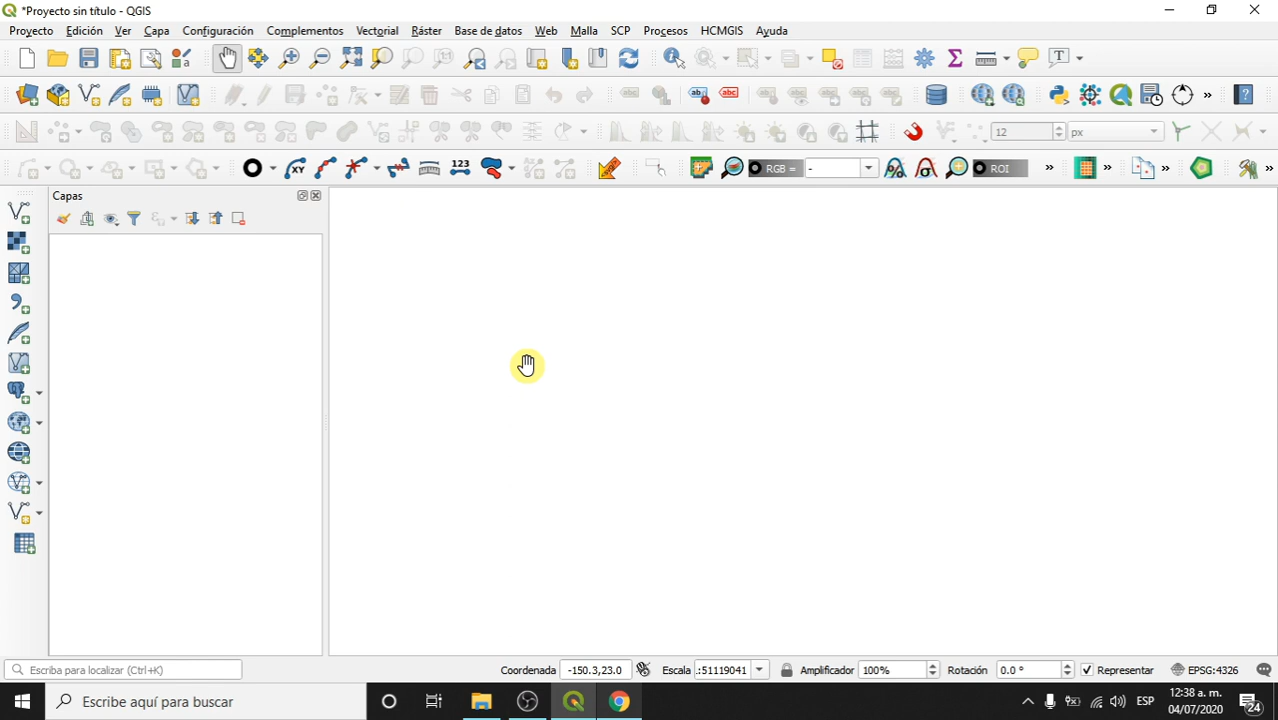 *Proyecto sin título - QGIS
Proyecto Edición Ver Capa Configuración Complementos Vectorial Ráster Base de datos Web Malla SCP Procesos HCMGIS Ayuda
12 px
123 RGB = - ROI
Capas
Escriba para localizar (Ctrl+K) Coordenada -150.3,23.0 Escala :51119041 Amplificador 100% Rotación 0.0 ° Representar EPSG:4326
Escribe aquí para buscar ESP 12:38 a. m.
04/07/2020 24